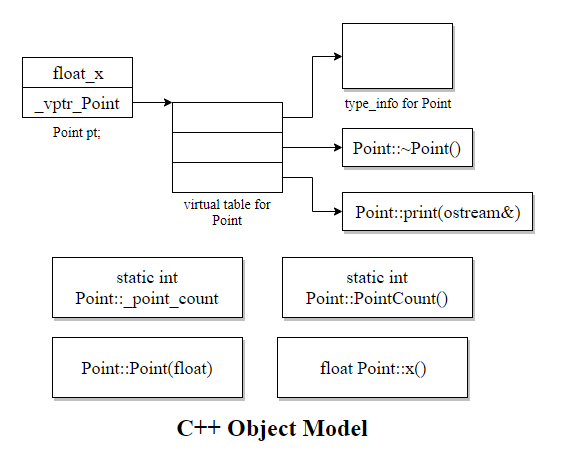 float_x
_vptr_Point
Point pt;
type_info for Point
Point::~Point()
virtual table for
Point
Point::print(ostream&)
static int
Point::_point_count
static int
Point::PointCount()
Point::Point(float)
float Point::x()
C++ Object Model